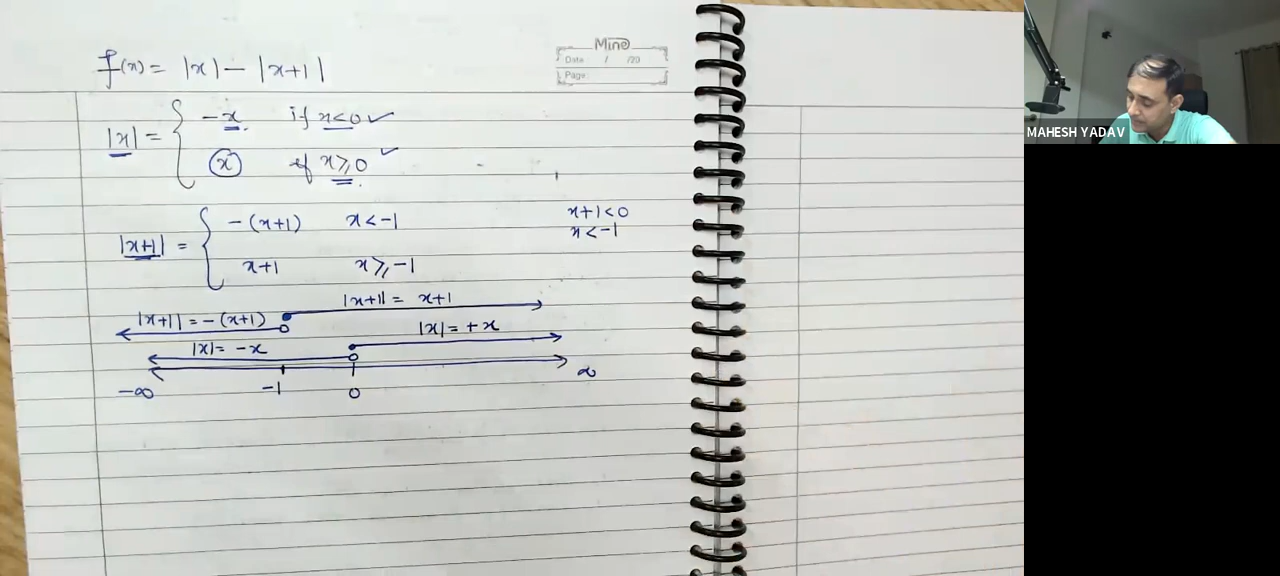 f(x) = |x| - |x+1|
Mino
Date / /20
Page:
|x| = { -x if x<0 ✓
x if x≥0 ✓
|x+1| = { -(x+1) x<-1
x+1 x≥-1
x+1<0
x<-1
|x+1| = x+1
|x+1| = -(x+1)
|x| = +x
|x| = -x
-∞ -1 0 ∞
MAHESH YADAV